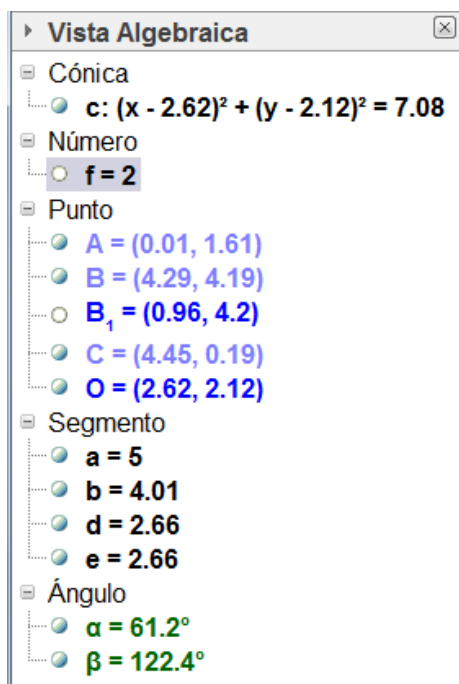 Vista Algebraica
Cónica
c: (x - 2.62)² + (y - 2.12)² = 7.08
Número
f = 2
Punto
A = (0.01, 1.61)
B = (4.29, 4.19)
B₁ = (0.96, 4.2)
C = (4.45, 0.19)
O = (2.62, 2.12)
Segmento
a = 5
b = 4.01
d = 2.66
e = 2.66
Ángulo
α = 61.2°
β = 122.4°